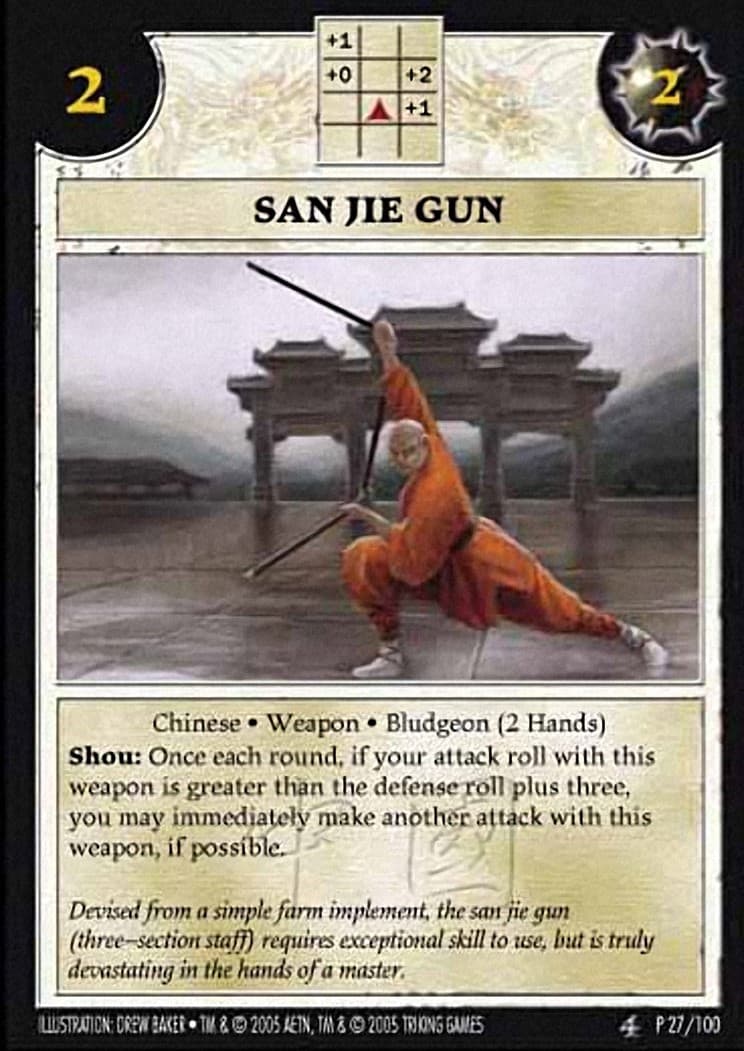 2
+1
+0 +2
+1
2
SAN JIE GUN
Chinese • Weapon • Bludgeon (2 Hands)
Shou: Once each round, if your attack roll with this
weapon is greater than the defense roll plus three,
you may immediately make another attack with this
weapon, if possible.
中国
Devised from a simple farm implement, the san jie gun
(three-section staff) requires exceptional skill to use, but is truly
devastating in the hands of a master.
ILLUSTRATION: DREW BAKER • TM & © 2005 AETN, TM & © 2005 TRIKING GAMES
P 27/100